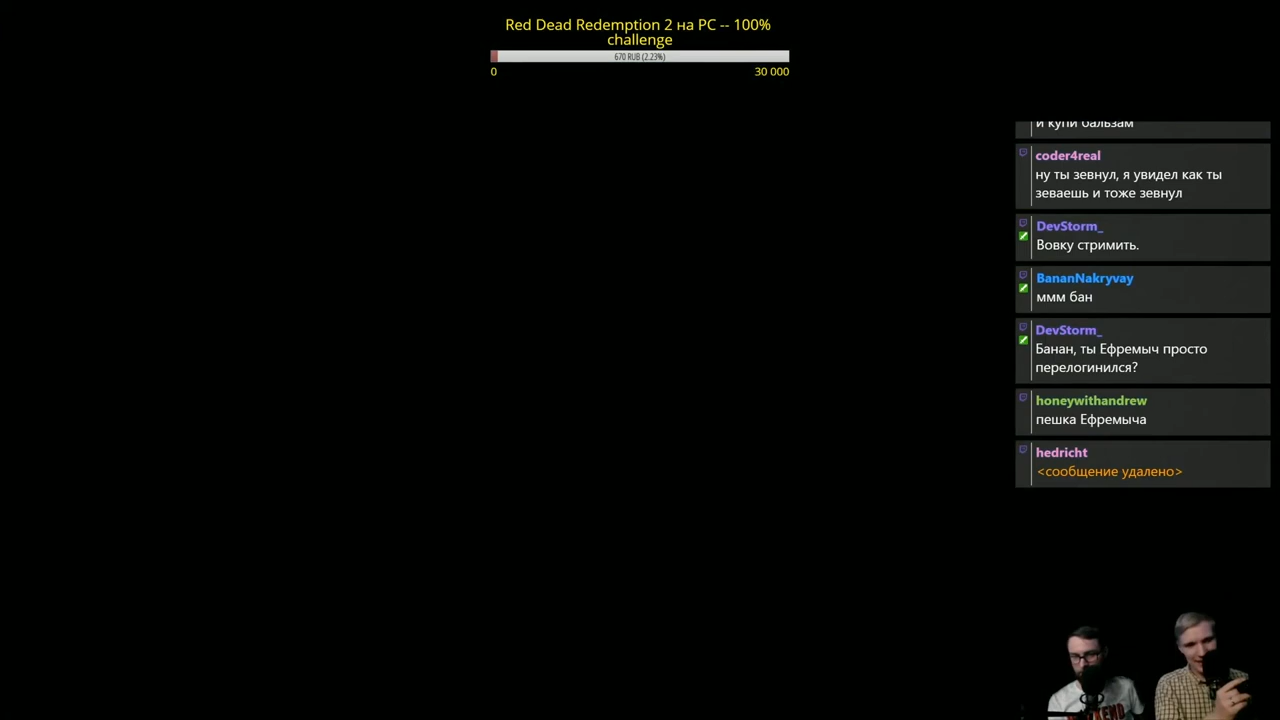 Red Dead Redemption 2 на PC -- 100%
challenge
670 RUB (2.23%)
0
30 000
и купи бальзам
coder4real
ну ты зевнул, я увидел как ты
зеваешь и тоже зевнул
DevStorm_
Вовку стримить.
BananNakryvay
ммм бан
DevStorm_
Банан, ты Ефремыч просто
перелогинился?
honeywithandrew
пешка Ефремыча
hedricht
<сообщение удалено>